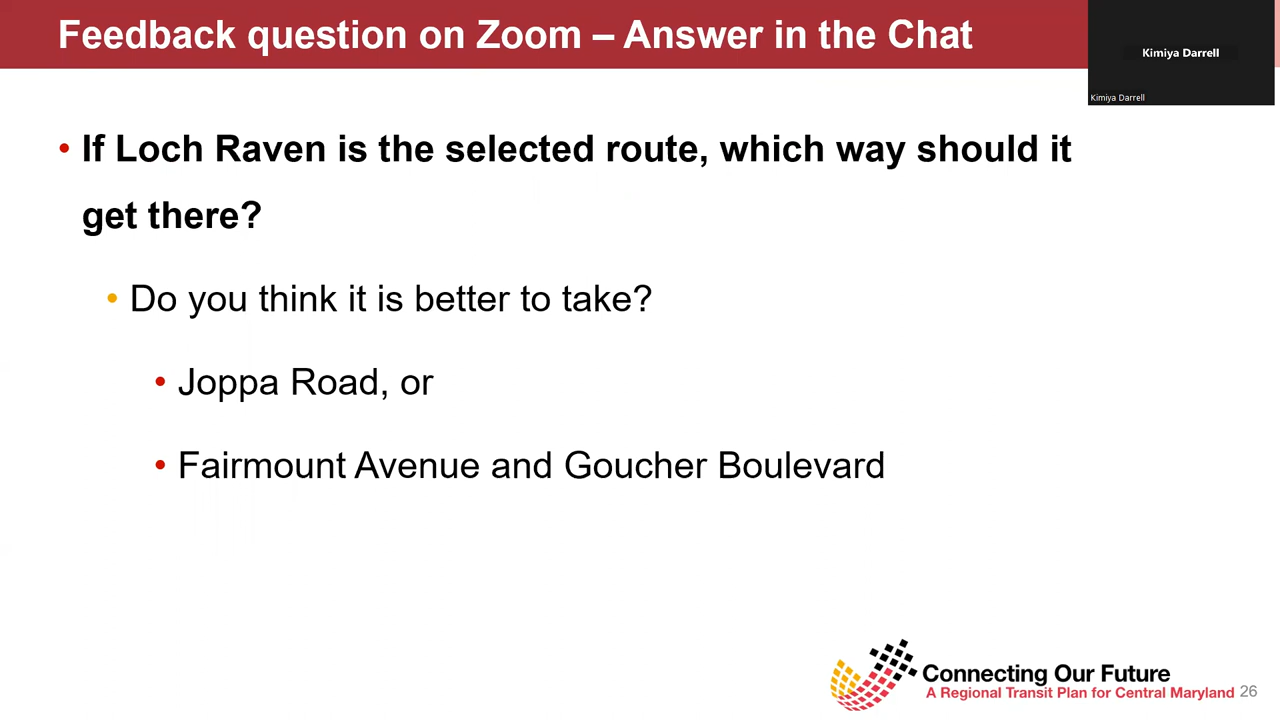 Feedback question on Zoom – Answer in the Chat
Kimiya Darrell
Kimiya Darrell
• If Loch Raven is the selected route, which way should it
get there?
• Do you think it is better to take?
• Joppa Road, or
• Fairmount Avenue and Goucher Boulevard
Connecting Our Future
A Regional Transit Plan for Central Maryland
26